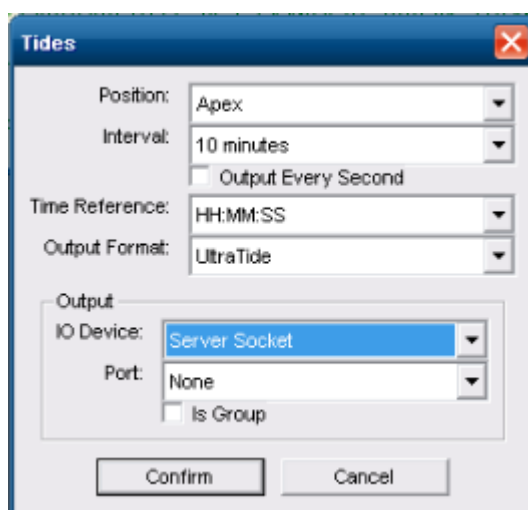 Tides
Position: Apex
Interval: 10 minutes
Output Every Second
Time Reference: HH:MM:SS
Output Format: UltraTide
Output
IO Device: Server Socket
Port: None
Is Group
Confirm Cancel